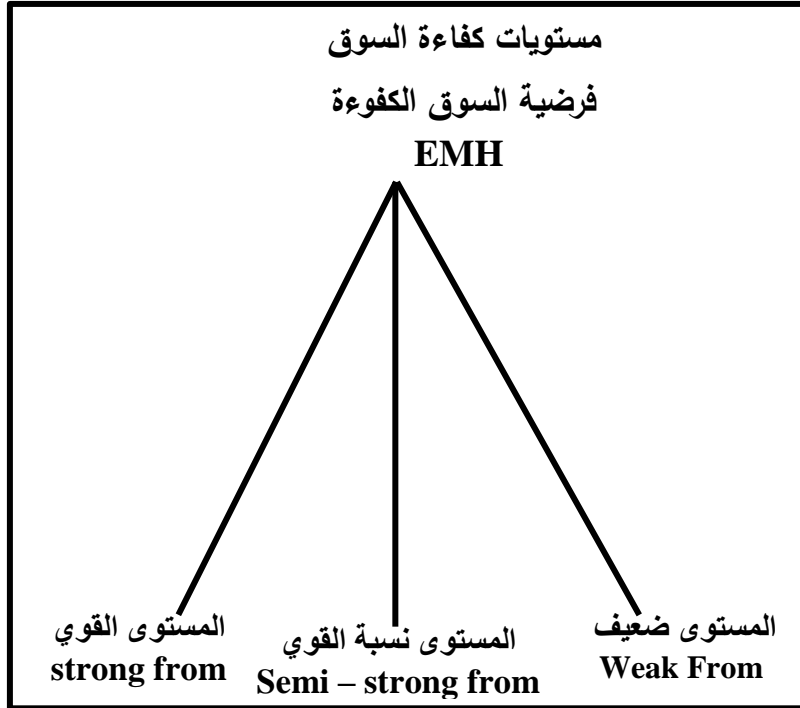 مستويات كفاءة السوق
فرضية السوق الكفوءة
EMH
المستوى ضعيف
Weak From
المستوى نسبة القوي
Semi – strong from
المستوى القوي
strong from